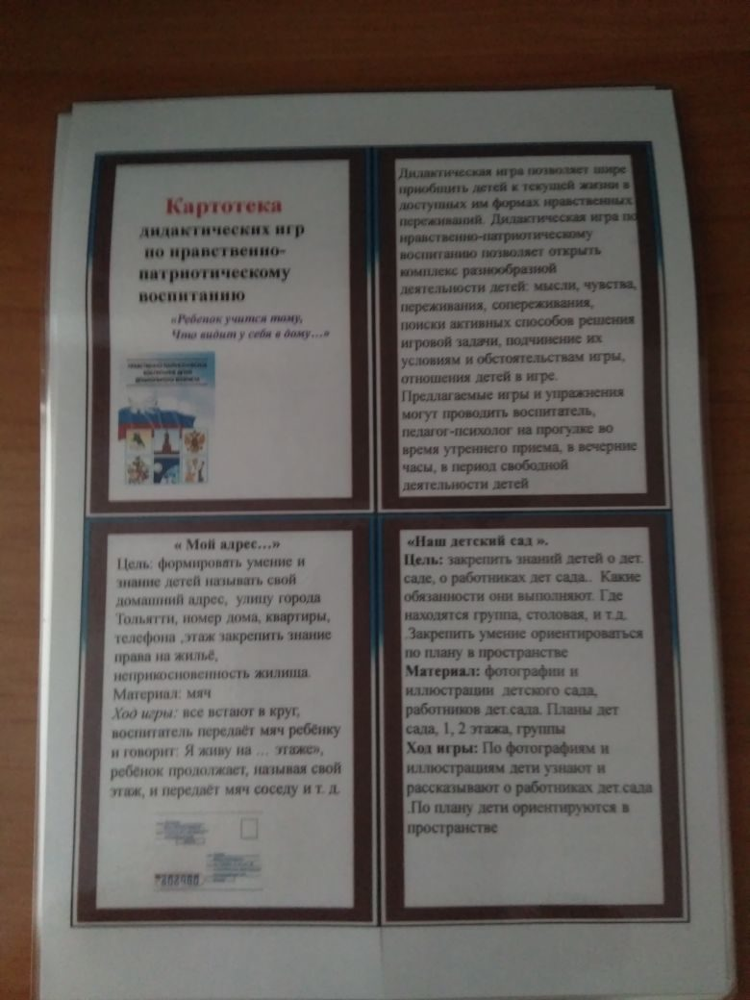 Картотека
дидактических игр
по нравственно-
патриотическому
воспитанию
«Ребенок учится тому,
Что видит у себя в дому…»
НРАВСТВЕННО-ПАТРИОТИЧЕСКОЕ
ВОСПИТАНИЕ ДЕТЕЙ
ДОШКОЛЬНОГО ВОЗРАСТА
Дидактическая игра позволяет шире
приобщить детей к текущей жизни в
доступных им формах нравственных
переживаний. Дидактическая игра по
нравственно-патриотическому
воспитанию позволяет открыть
комплекс разнообразной
деятельности детей: мысли, чувства,
переживания, сопереживания,
поиски активных способов решения
игровой задачи, подчинение их
условиям и обстоятельствам игры,
отношения детей в игре.
Предлагаемые игры и упражнения
могут проводить воспитатель,
педагог-психолог на прогулке во
время утреннего приема, в вечерние
часы, в период свободной
деятельности детей
« Мой адрес…»
Цель: формировать умение и
знание детей называть свой
домашний адрес, улицу города
Тольятти, номер дома, квартиры,
телефона ,этаж закрепить знание
права на жильё,
неприкосновенность жилища.
Материал: мяч
Ход игры: все встают в круг,
воспитатель передаёт мяч ребёнку
и говорит: Я живу на … этаже»,
ребёнок продолжает, называя свой
этаж, и передаёт мяч соседу и т. д.
«Наш детский сад ».
Цель: закрепить знаний детей о дет.
саде, о работниках дет сада.. Какие
обязанности они выполняют. Где
находятся группа, столовая, и т.д.
.Закрепить умение ориентироваться
по плану в пространстве
Материал: фотографии и
иллюстрации детского сада,
работников дет.сада. Планы дет
сада, 1, 2 этажа, группы
Ход игры: По фотографиям и
иллюстрациям дети узнают и
рассказывают о работниках дет.сада
.По плану дети ориентируются в
пространстве